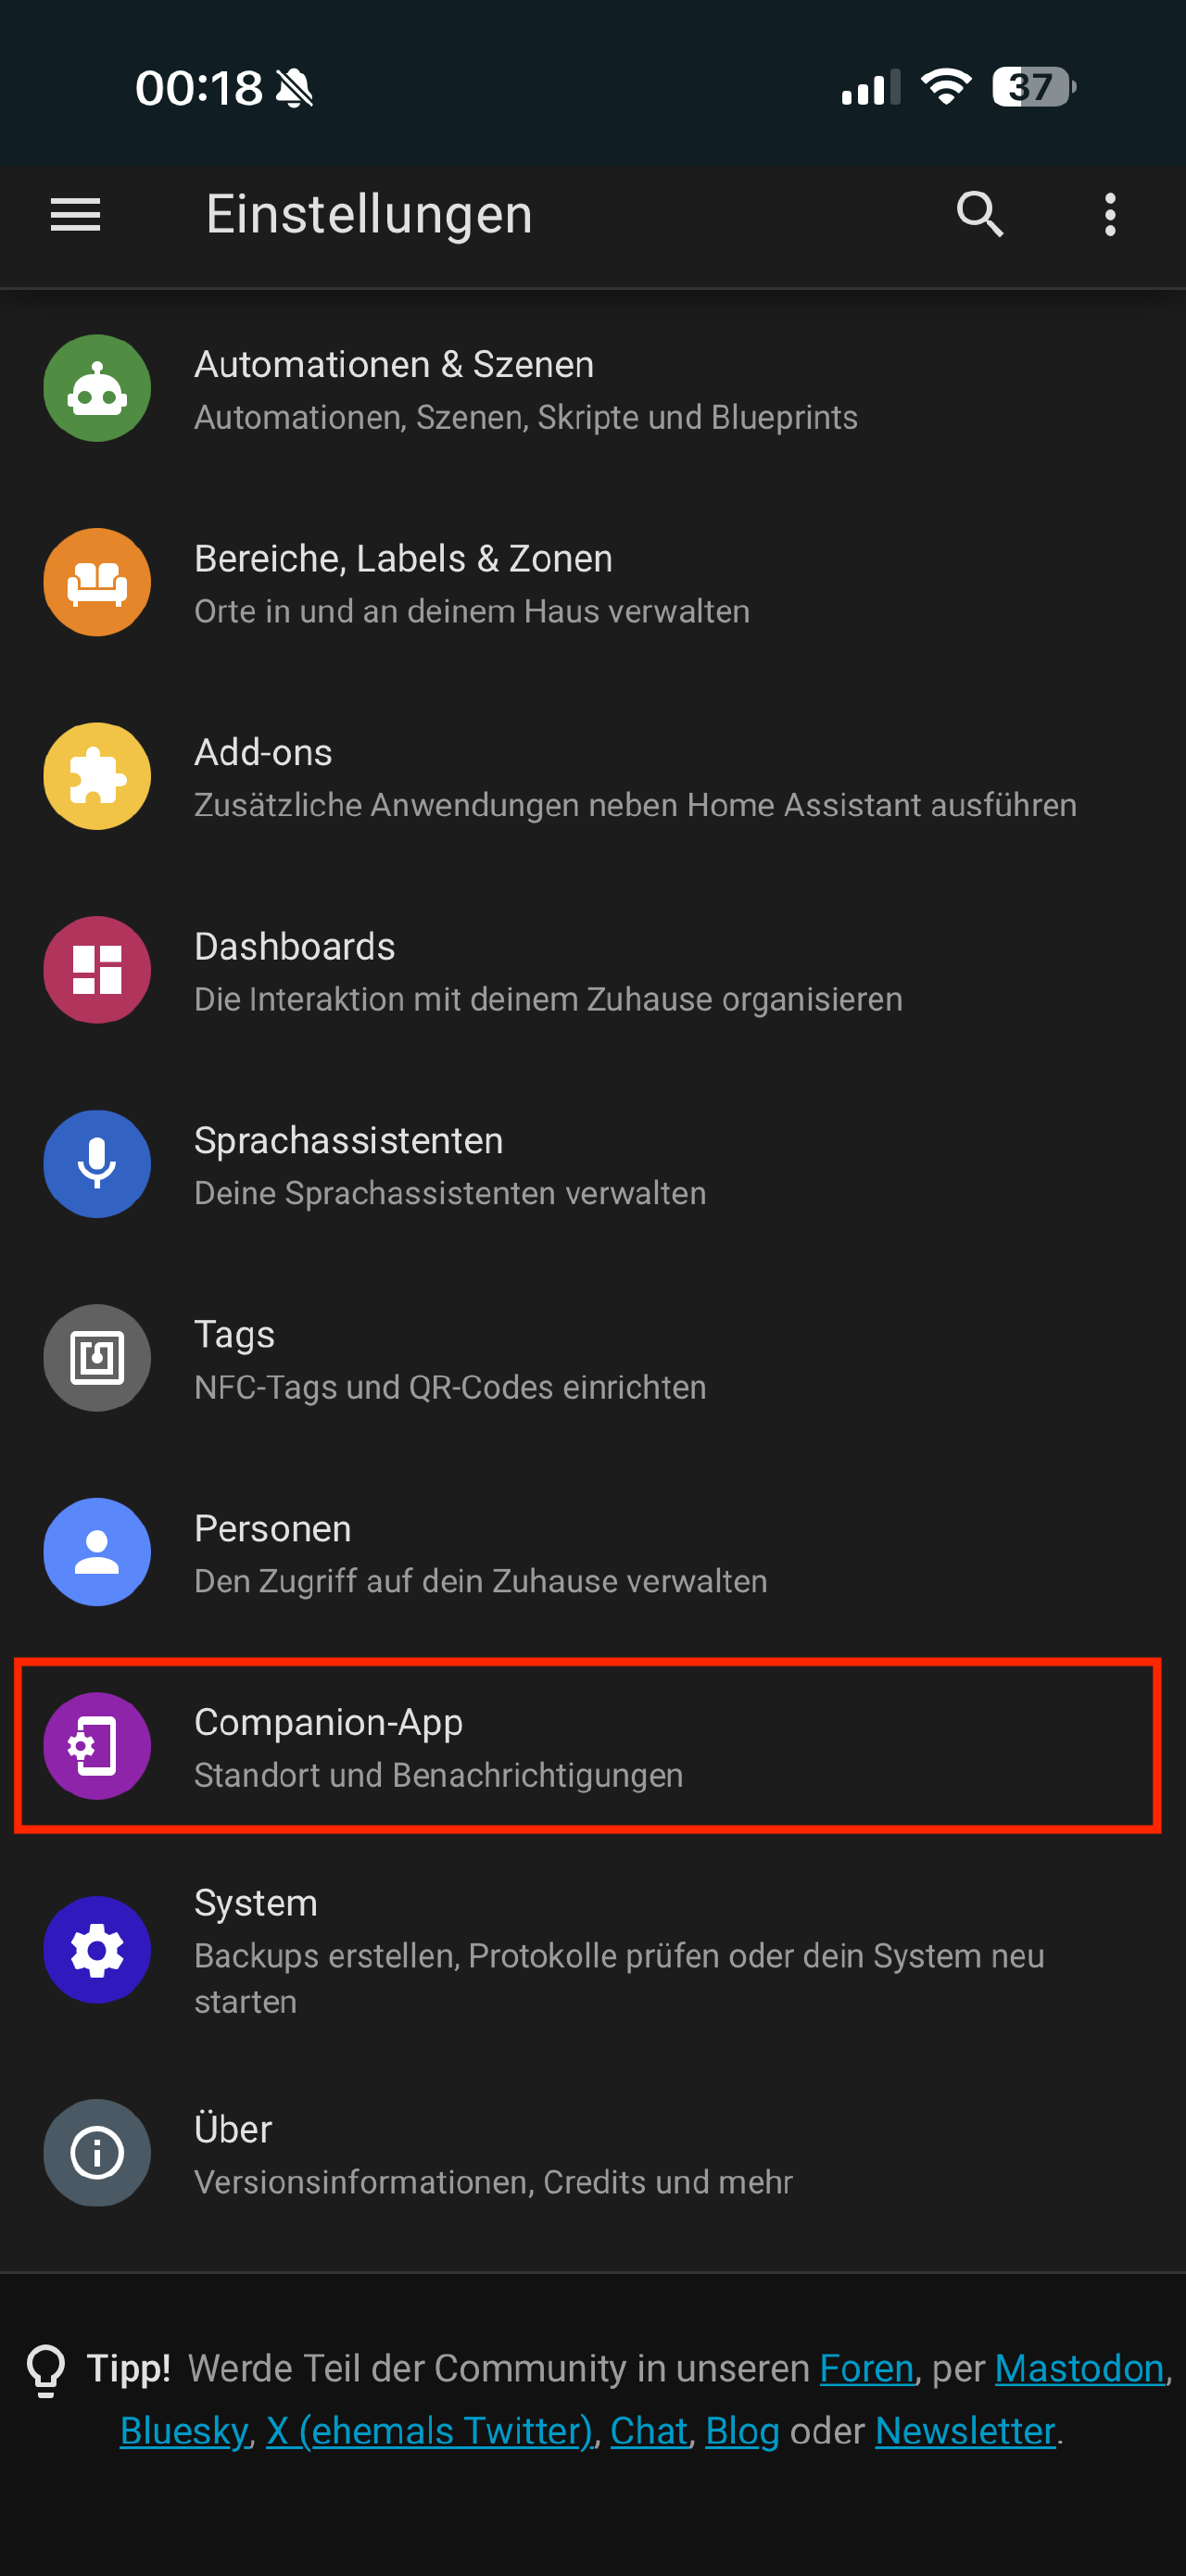 00:18
37
Einstellungen
Automationen & Szenen
Automationen, Szenen, Skripte und Blueprints
Bereiche, Labels & Zonen
Orte in und an deinem Haus verwalten
Add-ons
Zusätzliche Anwendungen neben Home Assistant ausführen
Dashboards
Die Interaktion mit deinem Zuhause organisieren
Sprachassistenten
Deine Sprachassistenten verwalten
Tags
NFC-Tags und QR-Codes einrichten
Personen
Den Zugriff auf dein Zuhause verwalten
Companion-App
Standort und Benachrichtigungen
System
Backups erstellen, Protokolle prüfen oder dein System neu
starten
Über
Versionsinformationen, Credits und mehr
Tipp! Werde Teil der Community in unseren Foren, per Mastodon,
Bluesky, X (ehemals Twitter), Chat, Blog oder Newsletter.